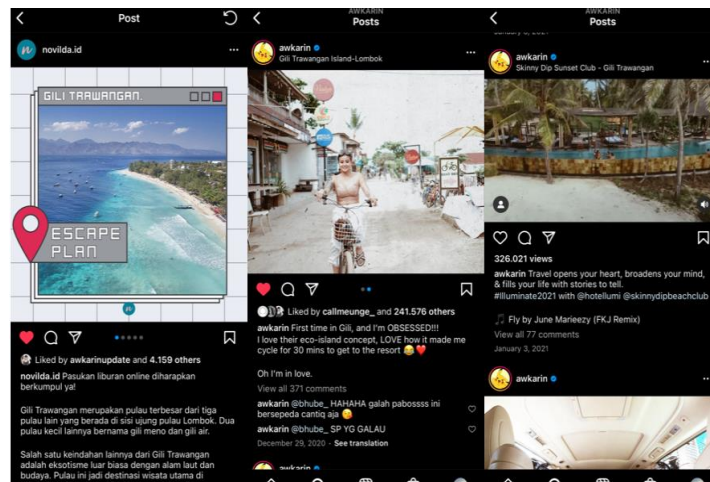 Post
novilda.id
GILI TRAWANGAN.
ESCAPE
PLAN
Liked by awkarinupdate and 4.159 others
novilda.id Pasukan liburan online diharapkan
berkumpul ya!
Gili Trawangan merupakan pulau terbesar dari tiga
pulau lain yang berada di sisi ujung pulau Lombok. Dua
pulau kecil lainnya bernama gili meno dan gili air.
Salah satu keindahan lainnya dari Gili Trawangan
adalah eksotisme luar biasa dengan alam laut dan
budaya. Pulau ini jadi destinasi wisata utama di
AWKARIN
Posts
awkarin
Gili Trawangan Island-Lombok
Liked by callmeunge_ and 241.576 others
awkarin First time in Gili, and I'm OBSESSED!!!
I love their eco-island concept, LOVE how it made me
cycle for 30 mins to get to the resort 😂❤️
Oh I'm in love.
View all 371 comments
awkarin @bhube_ HAHAHA galah pabossss ini
bersepeda cantiq aja 😘
awkarin @bhube_ SP YG GALAU
December 29, 2020 • See translation
awkarin
AWKARIN
Posts
January 6, 2021
awkarin
Skinny Dip Sunset Club - Gili Trawangan
326.021 views
awkarin Travel opens your heart, broadens your mind,
& fills your life with stories to tell.
#Illuminate2021 with @hotellumi @skinnydipbeachclub
🎵 Fly by June Marieezy (FKJ Remix)
View all 77 comments
January 3, 2021
awkarin